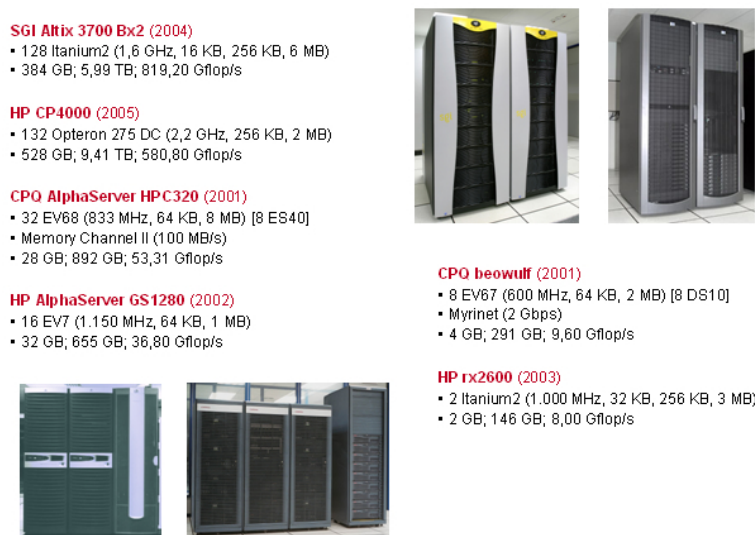 SGI Altix 3700 Bx2 (2004)
▪ 128 Itanium2 (1,6 GHz, 16 KB, 256 KB, 6 MB)
▪ 384 GB; 5,99 TB; 819,20 Gflop/s
HP CP4000 (2005)
▪ 132 Opteron 275 DC (2,2 GHz, 256 KB, 2 MB)
▪ 528 GB; 9,41 TB; 580,80 Gflop/s
CPQ AlphaServer HPC320 (2001)
▪ 32 EV68 (833 MHz, 64 KB, 8 MB) [8 ES40]
▪ Memory Channel II (100 MB/s)
▪ 28 GB; 892 GB; 53,31 Gflop/s
HP AlphaServer GS1280 (2002)
▪ 16 EV7 (1.150 MHz, 64 KB, 1 MB)
▪ 32 GB; 655 GB; 36,80 Gflop/s
CPQ beowulf (2001)
▪ 8 EV67 (600 MHz, 64 KB, 2 MB) [8 DS10]
▪ Myrinet (2 Gbps)
▪ 4 GB; 291 GB; 9,60 Gflop/s
HP rx2600 (2003)
▪ 2 Itanium2 (1.000 MHz, 32 KB, 256 KB, 3 MB)
▪ 2 GB; 146 GB; 8,00 Gflop/s